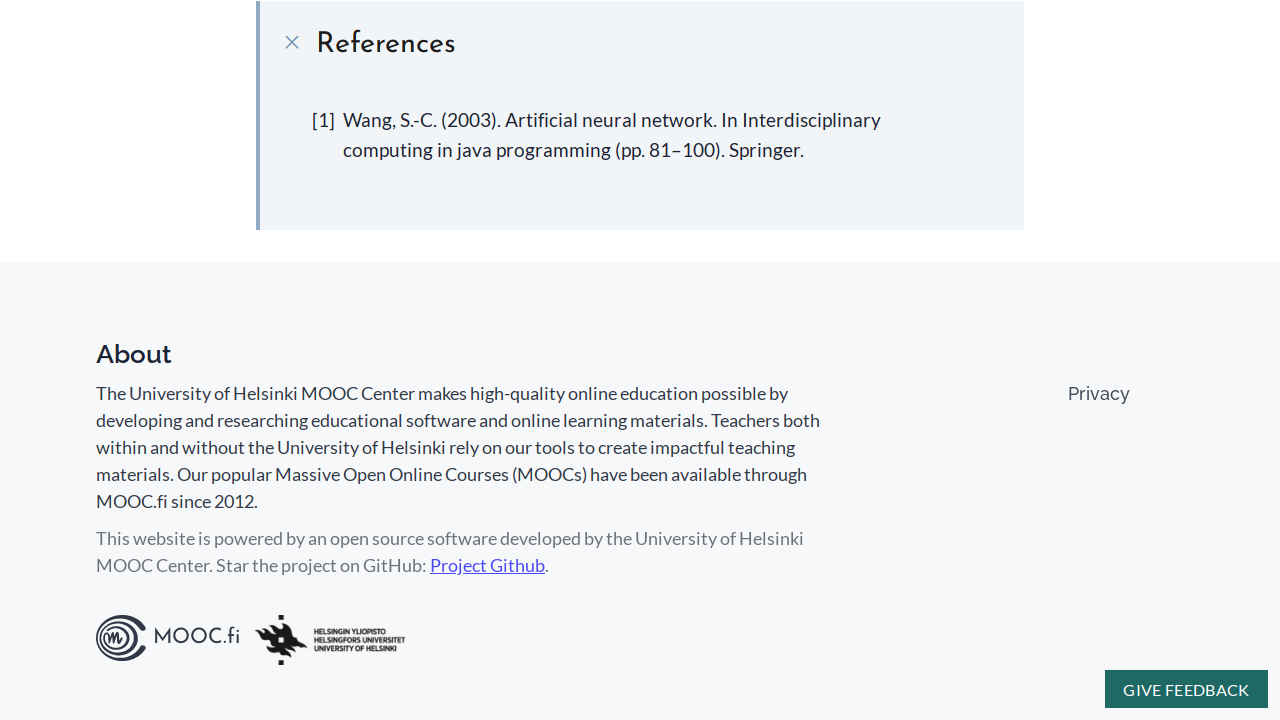 References
[1] Wang, S.-C. (2003). Artificial neural network. In Interdisciplinary
computing in java programming (pp. 81–100). Springer.
About
The University of Helsinki MOOC Center makes high-quality online education possible by
developing and researching educational software and online learning materials. Teachers both
within and without the University of Helsinki rely on our tools to create impactful teaching
materials. Our popular Massive Open Online Courses (MOOCs) have been available through
MOOC.fi since 2012.
This website is powered by an open source software developed by the University of Helsinki
MOOC Center. Star the project on GitHub: Project Github.
Privacy
MOOC.fi
HELSINGIN YLIOPISTO
HELSINGFORS UNIVERSITET
UNIVERSITY OF HELSINKI
GIVE FEEDBACK